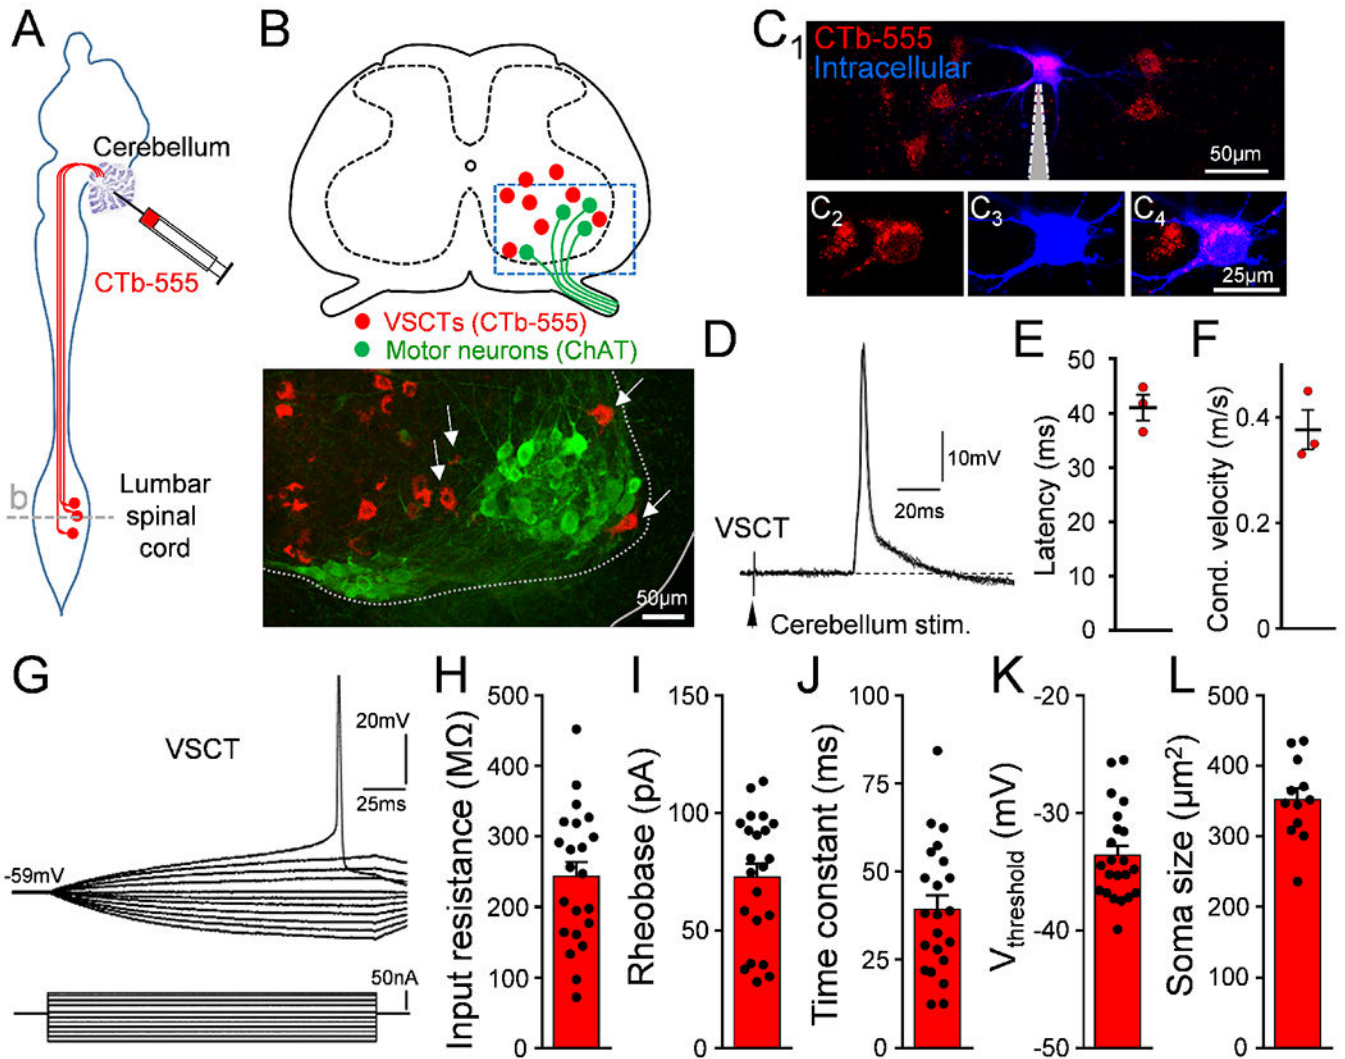 A
Cerebellum
CTb-555
b
Lumbar
spinal
cord
B
VSCTs (CTb-555)
Motor neurons (ChAT)
50µm
C1
CTb-555
Intracellular
50µm
C2
C3
C4
25µm
D
VSCT
10mV
20ms
Cerebellum stim.
E
Latency (ms)
50
40
30
20
10
0
F
Cond. velocity (m/s)
0.4
0.2
0
G
VSCT
20mV
25ms
-59mV
50nA
H
Input resistance (MΩ)
500
400
300
200
100
0
I
Rheobase (pA)
150
100
50
0
J
Time constant (ms)
100
75
50
25
0
K
Vthreshold (mV)
-20
-30
-40
-50
L
Soma size (µm²)
500
400
300
200
100
0